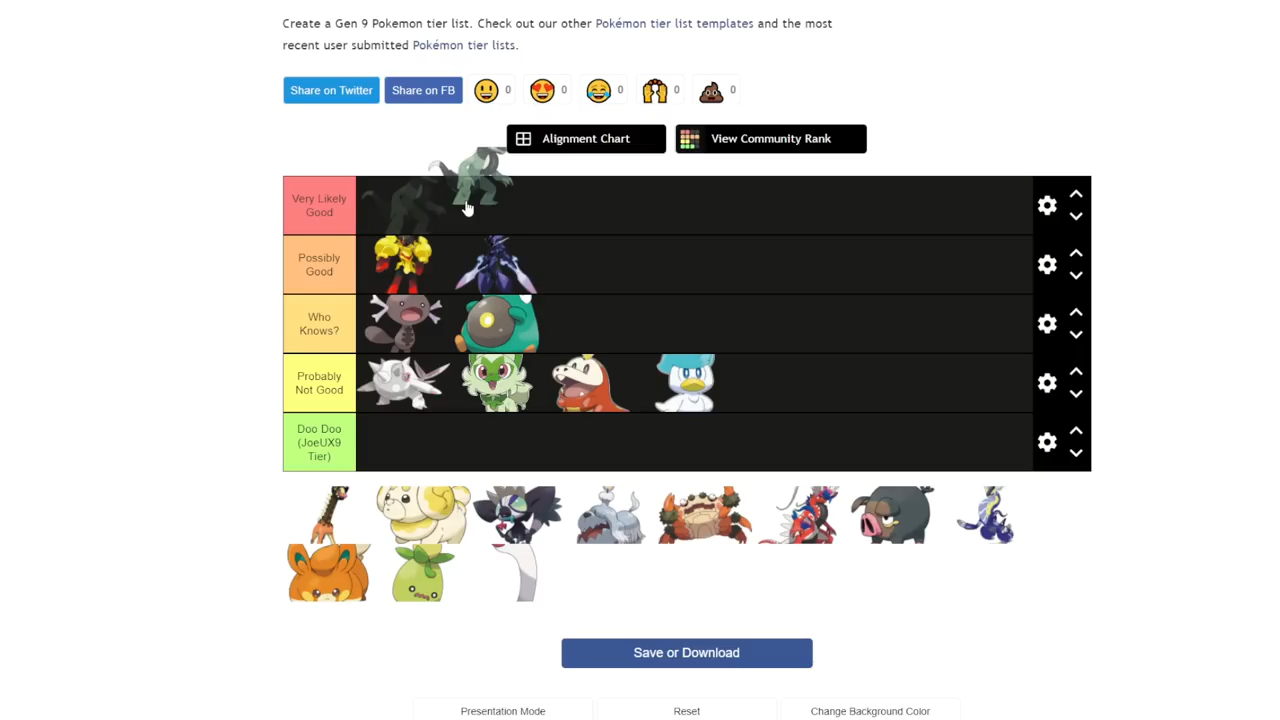 Create a Gen 9 Pokemon tier list. Check out our other Pokémon tier list templates and the most
recent user submitted Pokémon tier lists.
Share on Twitter
Share on FB
0
0
0
0
0
Alignment Chart
View Community Rank
Very Likely
Good
Possibly
Good
Who
Knows?
Probably
Not Good
Doo Doo
(JoeUX9
Tier)
Save or Download
Presentation Mode
Reset
Change Background Color